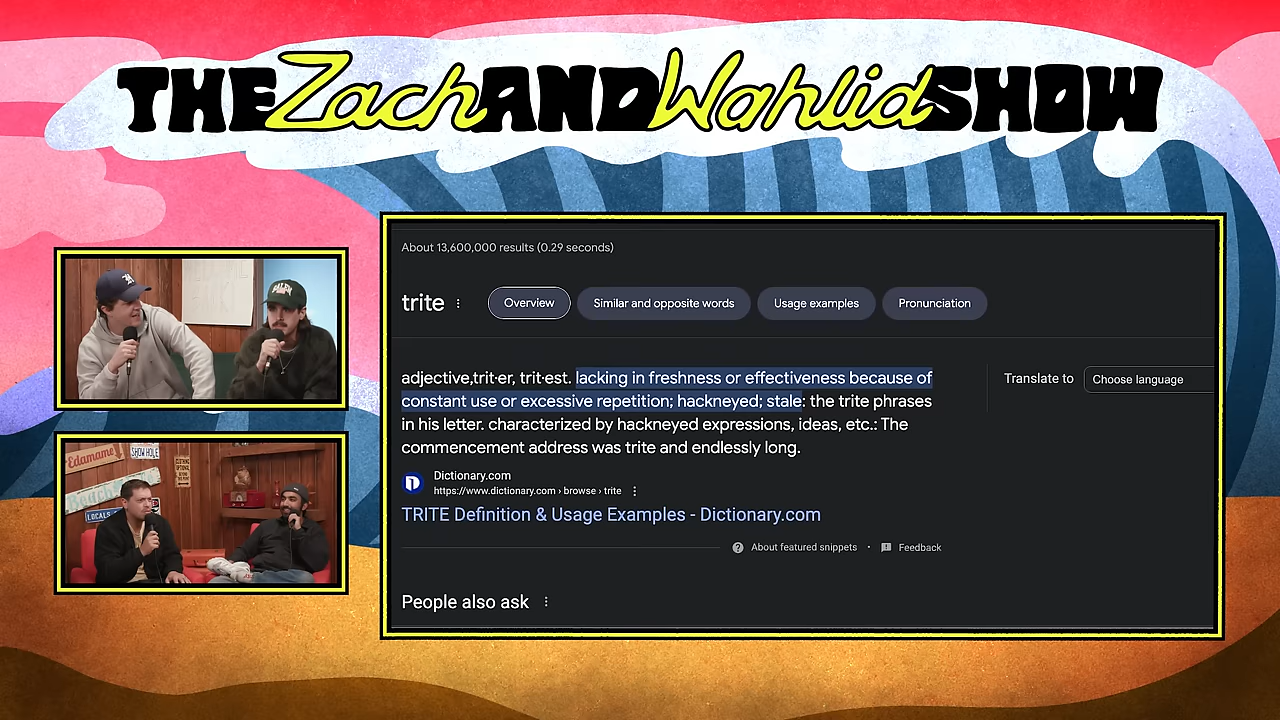 THE Zach AND Wahlid SHOW
About 13,600,000 results (0.29 seconds)
trite
Overview
Similar and opposite words
Usage examples
Pronunciation
adjective,trit·er, trit·est. lacking in freshness or effectiveness because of
constant use or excessive repetition; hackneyed; stale: the trite phrases
in his letter. characterized by hackneyed expressions, ideas, etc.: The
commencement address was trite and endlessly long.
Translate to
Choose language
Dictionary.com
https://www.dictionary.com › browse › trite
TRITE Definition & Usage Examples - Dictionary.com
About featured snippets
Feedback
People also ask
Edamame
SHOW HOLE
LOCALS